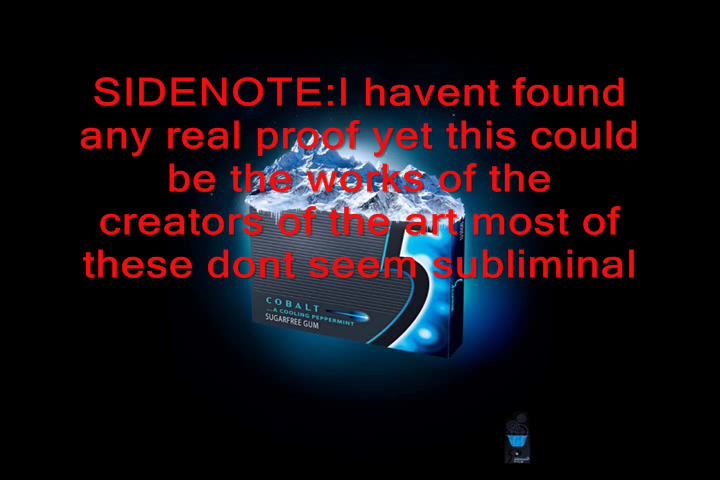 SIDENOTE:I havent found
any real proof yet this could
be the works of the
creators of the art most of
these dont seem subliminal
5
COBALT
...A COOLING PEPPERMINT
SUGARFREE GUM